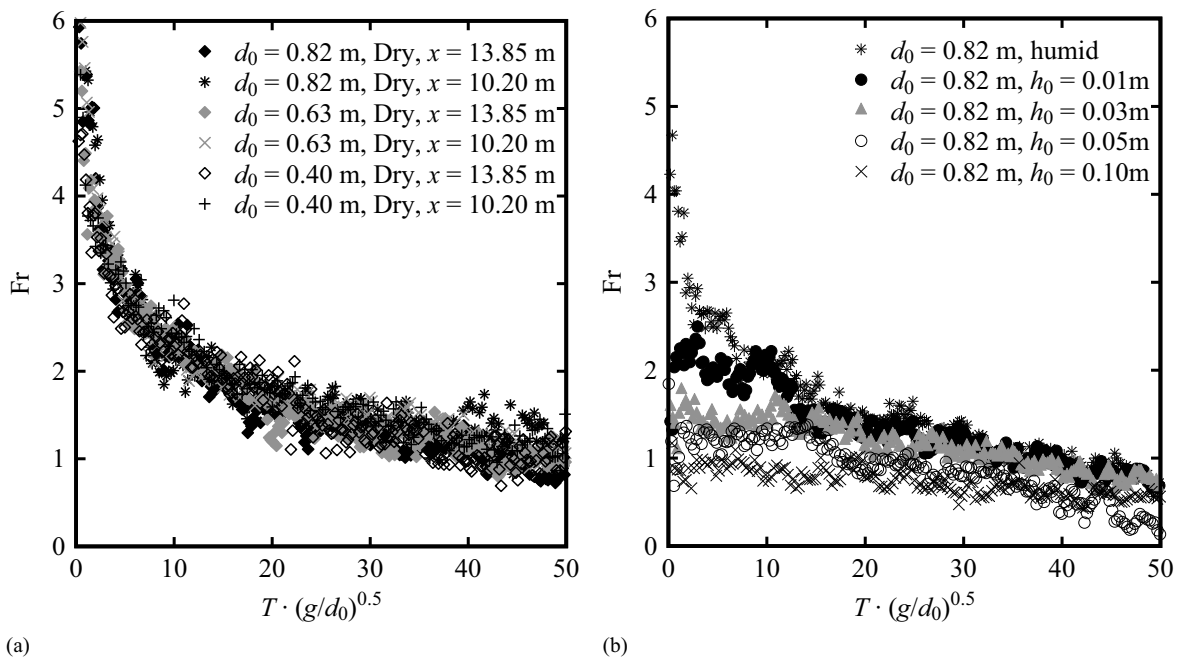 6
5
4
3
2
1
0
Fr
d₀ = 0.82 m, Dry, x = 13.85 m
d₀ = 0.82 m, Dry, x = 10.20 m
d₀ = 0.63 m, Dry, x = 13.85 m
d₀ = 0.63 m, Dry, x = 10.20 m
d₀ = 0.40 m, Dry, x = 13.85 m
d₀ = 0.40 m, Dry, x = 10.20 m
0 10 20 30 40 50
T · (g/d₀)^0.5
(a)
6
5
4
3
2
1
0
Fr
d₀ = 0.82 m, humid
d₀ = 0.82 m, h₀ = 0.01m
d₀ = 0.82 m, h₀ = 0.03m
d₀ = 0.82 m, h₀ = 0.05m
d₀ = 0.82 m, h₀ = 0.10m
0 10 20 30 40 50
T · (g/d₀)^0.5
(b)